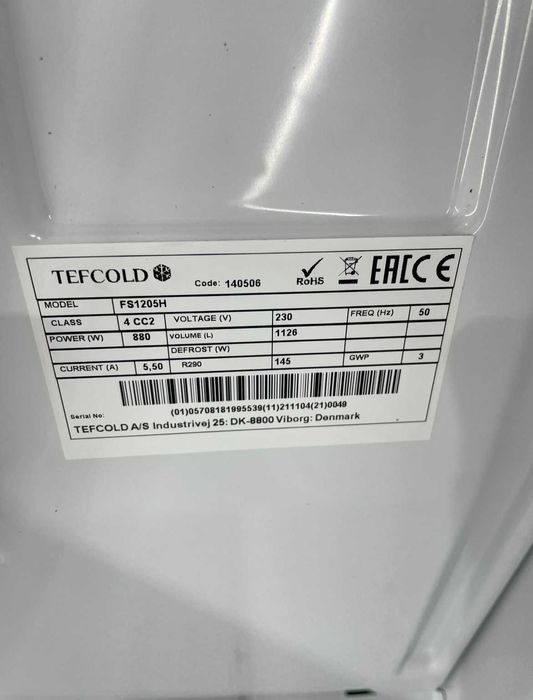 TEFCOLD Code: 140506 RoHS EAC CE
MODEL FS1205H
CLASS 4 CC2 VOLTAGE (V) 230 FREQ (Hz) 50
POWER (W) 880 VOLUME (L) 1126
DEFROST (W)
CURRENT (A) 5,50 R290 145 GWP 3
Serial No: (01)05708181995539(11)211104(21)0049
TEFCOLD A/S Industrivej 25: DK-8800 Viborg: Denmark